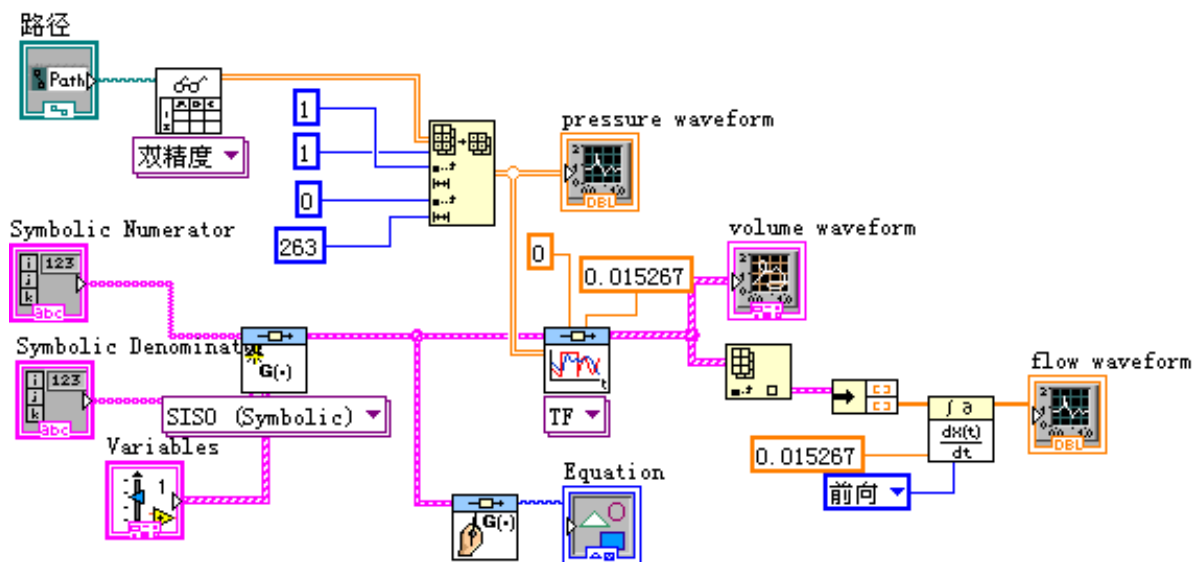 路径
Path
双精度
1
1
0
263
pressure waveform
DBL
0
0.015267
volume waveform
Symbolic Numerator
i 123
j
k
abc
G(·)
t
TF
Symbolic Denominat
i 123
j
k
abc
SISO (Symbolic)
flow waveform
DBL
∫ ∂
dX(t)
dt
0.015267
前向
Variables
1
G(·)
Equation